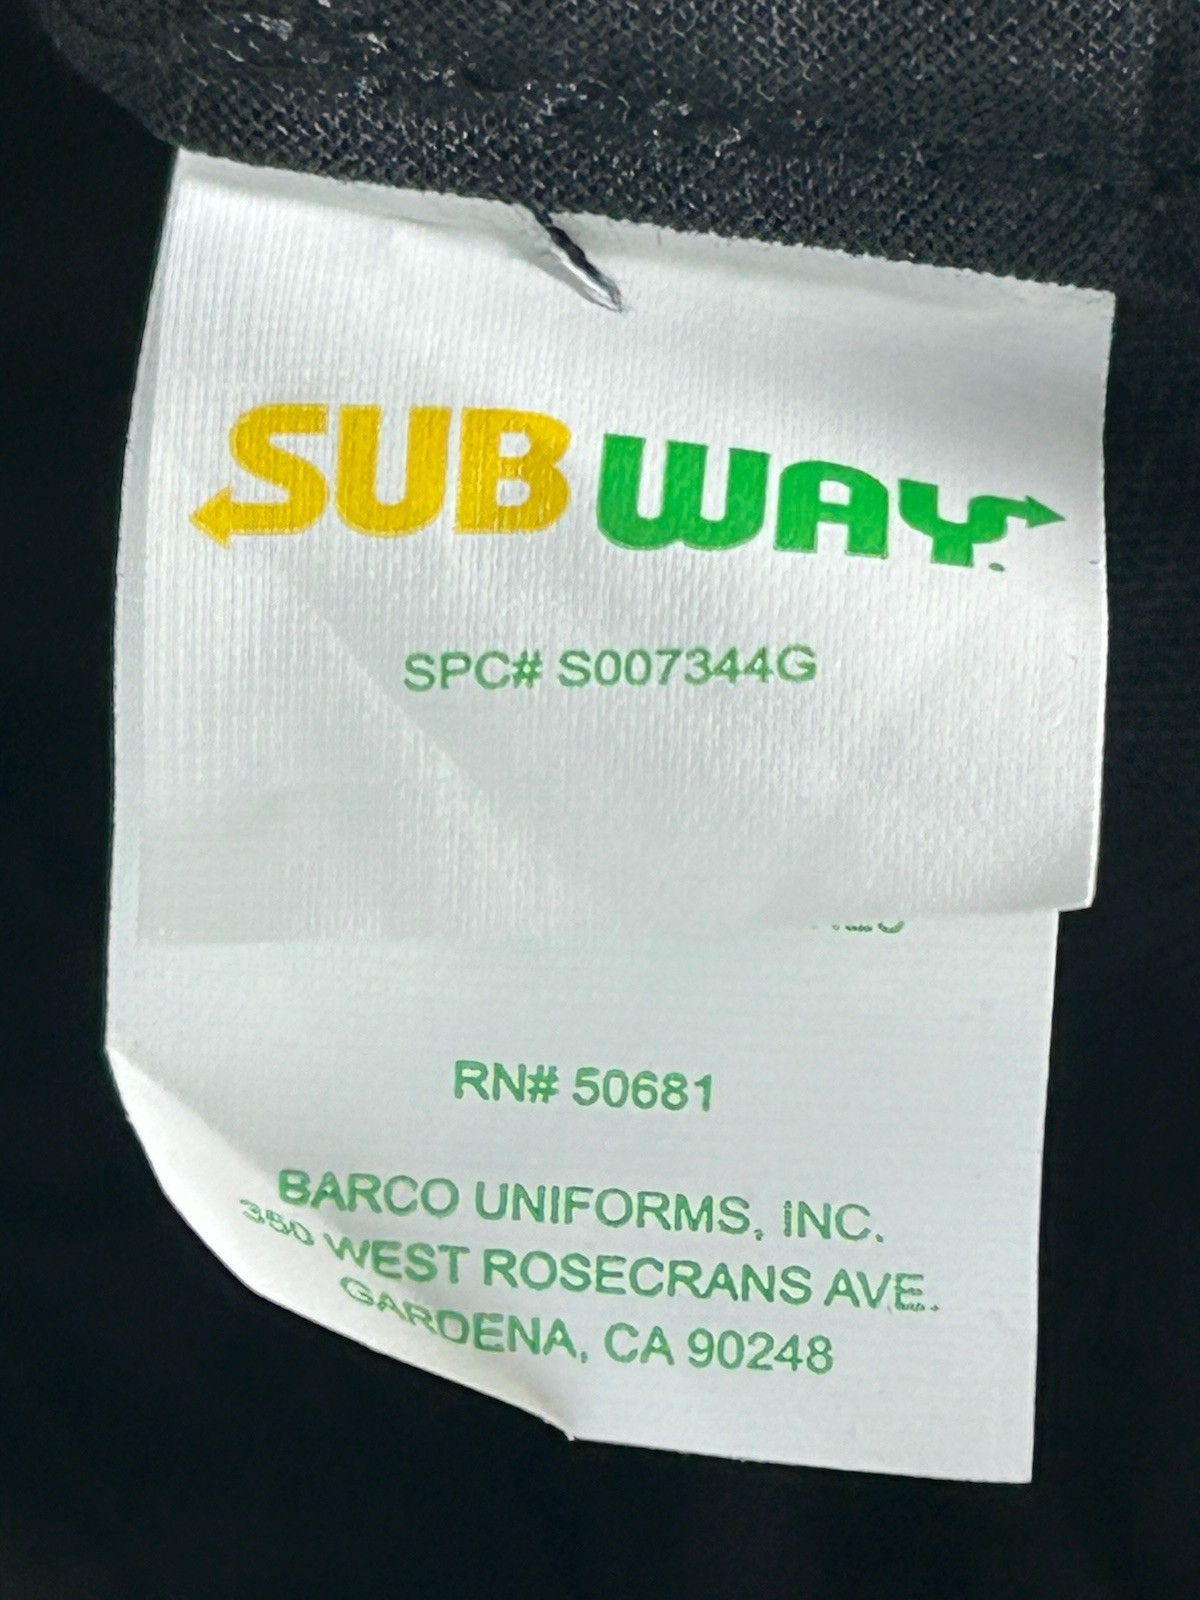 SUBWAY
SPC# S007344G
RN# 50681
BARCO UNIFORMS, INC.
350 WEST ROSECRANS AVE.
GARDENA, CA 90248